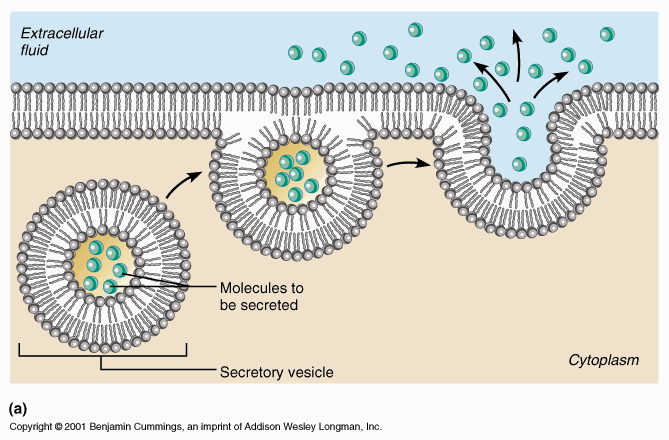 Extracellular
fluid
Molecules to
be secreted
Secretory vesicle
Cytoplasm
(a)
Copyright © 2001 Benjamin Cummings, an imprint of Addison Wesley Longman, Inc.